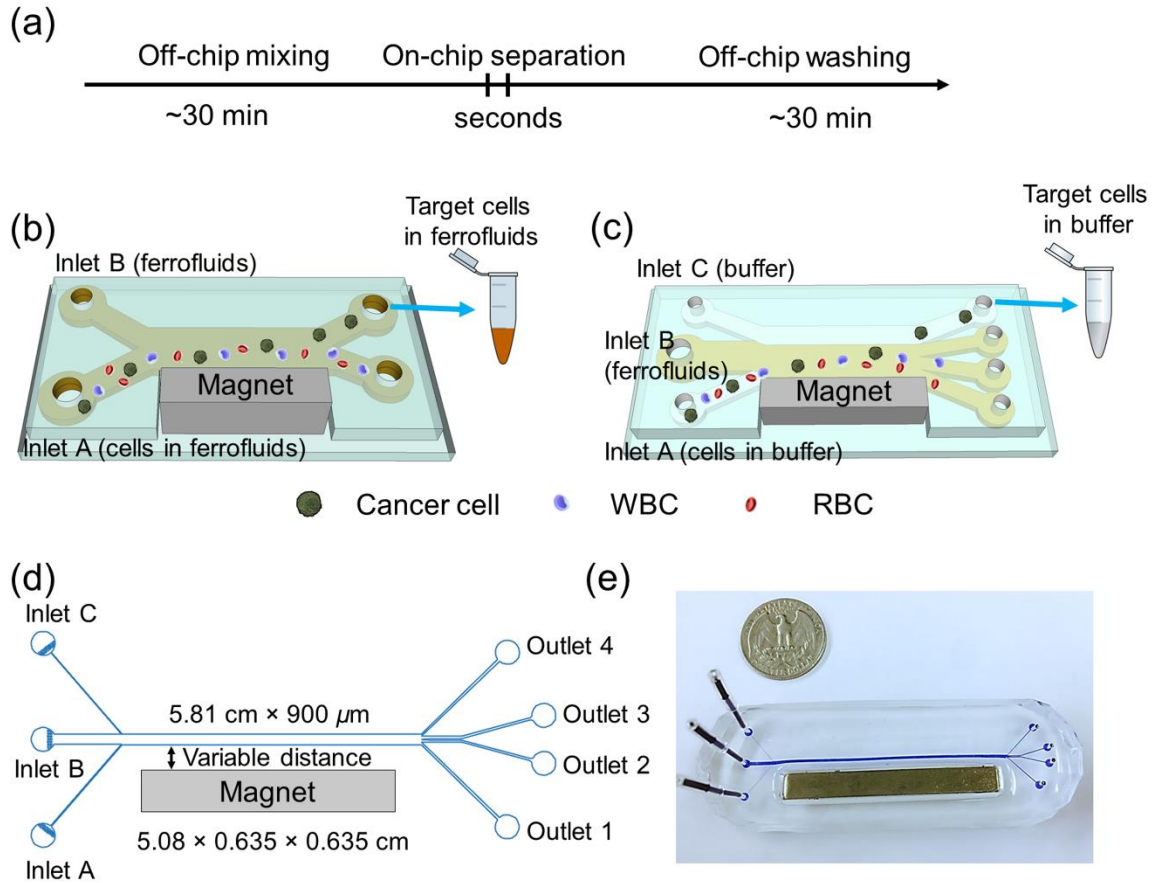 (a)
Off-chip mixing
On-chip separation
Off-chip washing
~30 min
seconds
~30 min
(b)
Target cells
in ferrofluids
Inlet B (ferrofluids)
Magnet
Inlet A (cells in ferrofluids)
(c)
Target cells
in buffer
Inlet C (buffer)
Inlet B
(ferrofluids)
Magnet
Inlet A (cells in buffer)
Cancer cell
WBC
RBC
(d)
Inlet C
Inlet B
Inlet A
5.81 cm × 900 µm
Variable distance
Magnet
5.08 × 0.635 × 0.635 cm
Outlet 4
Outlet 3
Outlet 2
Outlet 1
(e)